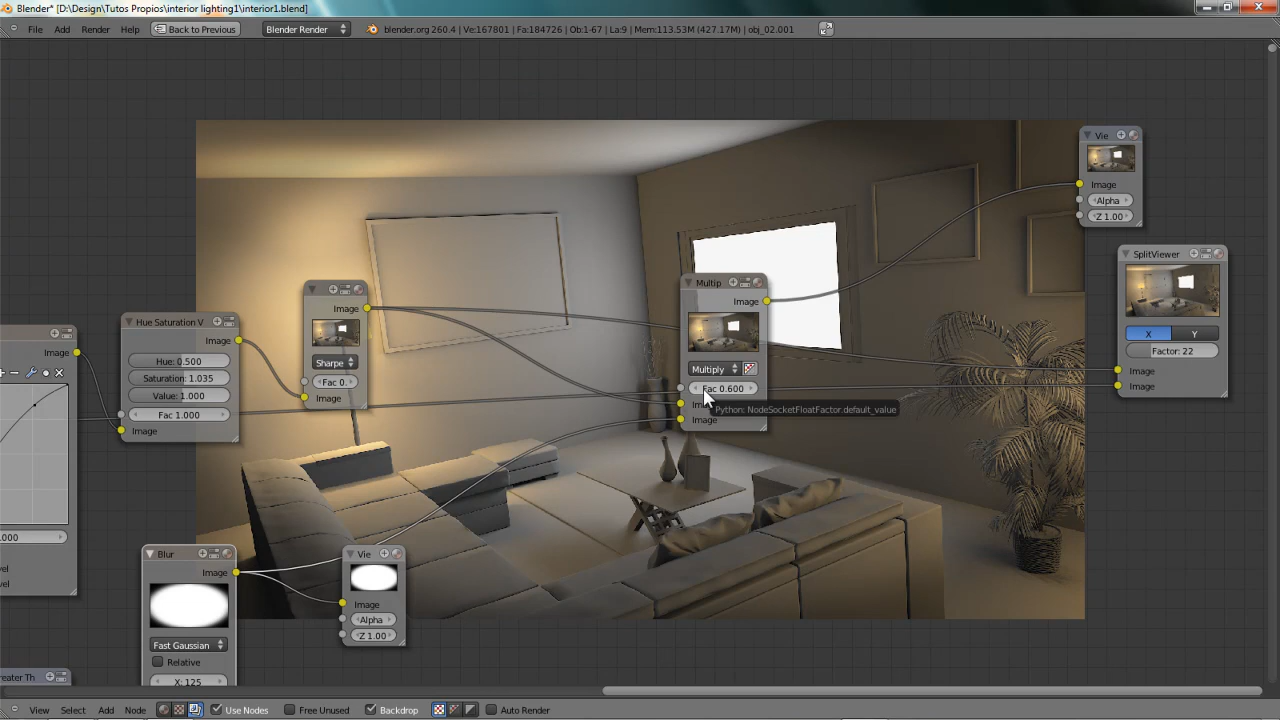 Blender* [D:\Design\Tutos Propios\interior lighting1\interior1.blend]
File Add Render Help Back to Previous Blender Render blender.org 260.4 | Ve:167801 | Fa:184726 | Ob:1-67 | La:9 | Mem:113.53M (427.17M) | obj_02.001
Vie
Image
Alpha
Z 1.00
SplitViewer
X Y
Factor: 22
Image
Image
Multip
Image
Multiply
Fac 0.600
Image
Python: NodeSocketFloatFactor.default_value
Image
Sharpe
Fac 0.
Image
Hue Saturation V
Image
Hue: 0.500
Saturation: 1.035
Value: 1.000
Fac 1.000
Image
Image
.000
vel
vel
Blur
Image
Fast Gaussian
Relative
X: 125
Vie
Image
Alpha
Z 1.00
eater Th
View Select Add Node Use Nodes Free Unused Backdrop Auto Render